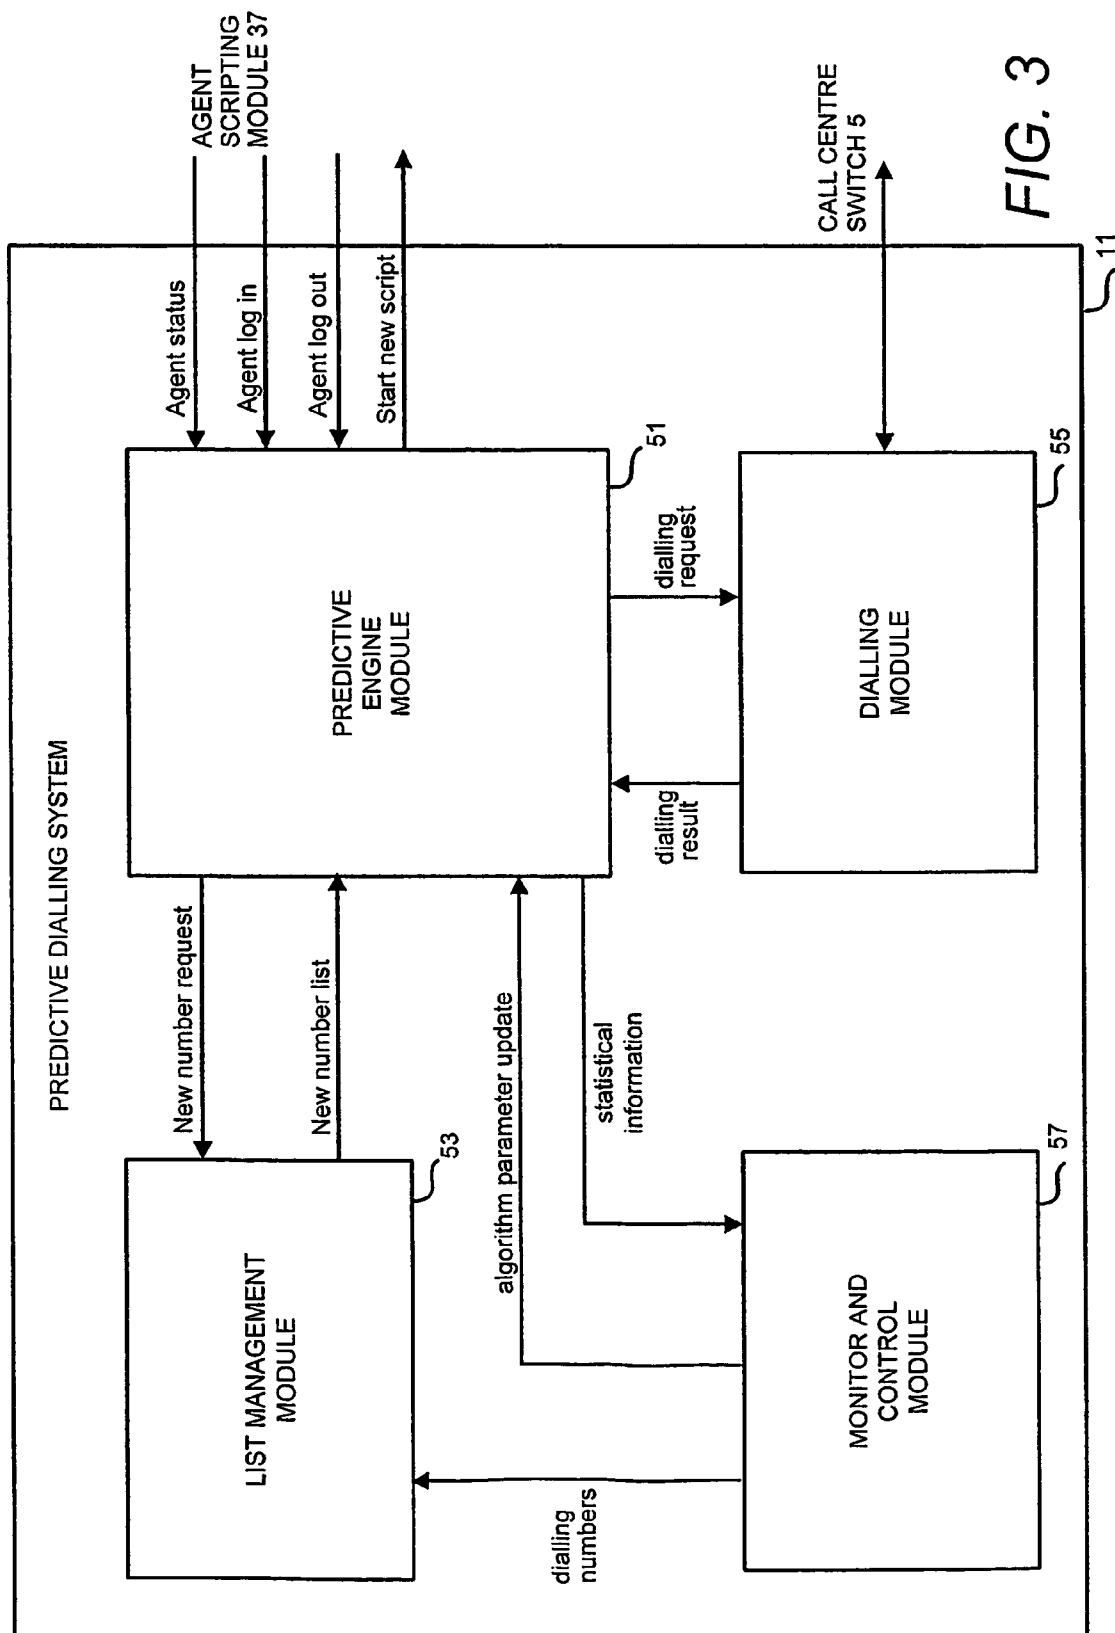 PREDICTIVE DIALLING SYSTEM
LIST MANAGEMENT
MODULE
53
New number request
New number list
PREDICTIVE
ENGINE
MODULE
51
Agent status
Agent log in
Agent log out
Start new script
AGENT
SCRIPTING
MODULE 37
dialling
numbers
algorithm parameter update
statistical
information
dialling
result
dialling
request
MONITOR AND
CONTROL
MODULE
57
DIALLING
MODULE
55
CALL CENTRE
SWITCH 5
11
FIG. 3